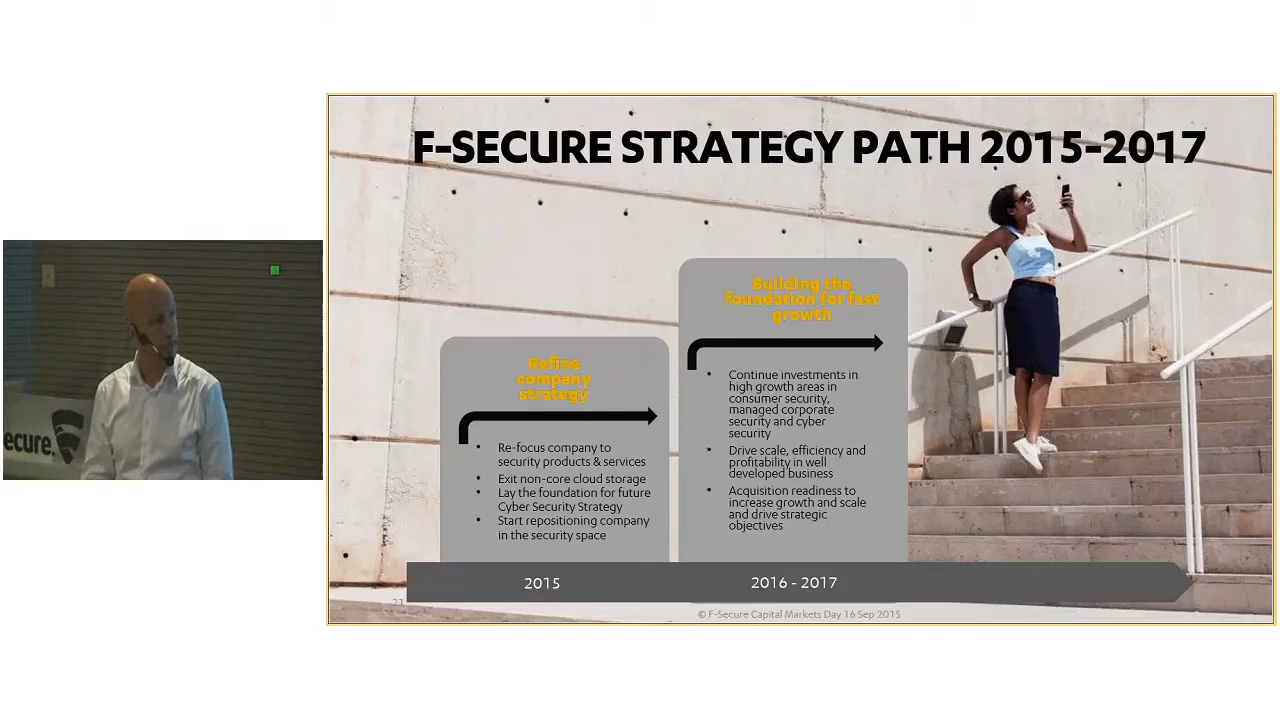 F-SECURE STRATEGY PATH 2015-2017
Building the
foundation for fast
growth
Refine
company
strategy
• Continue investments in
high growth areas in
consumer security,
managed corporate
security and cyber
security
• Drive scale, efficiency and
profitability in well
developed business
• Acquisition readiness to
increase growth and scale
and drive strategic
objectives
• Re-focus company to
security products & services
• Exit non-core cloud storage
• Lay the foundation for future
Cyber Security Strategy
• Start repositioning company
in the security space
ecure.
2015
2016 - 2017
21
© F-Secure Capital Markets Day 16 Sep 2015